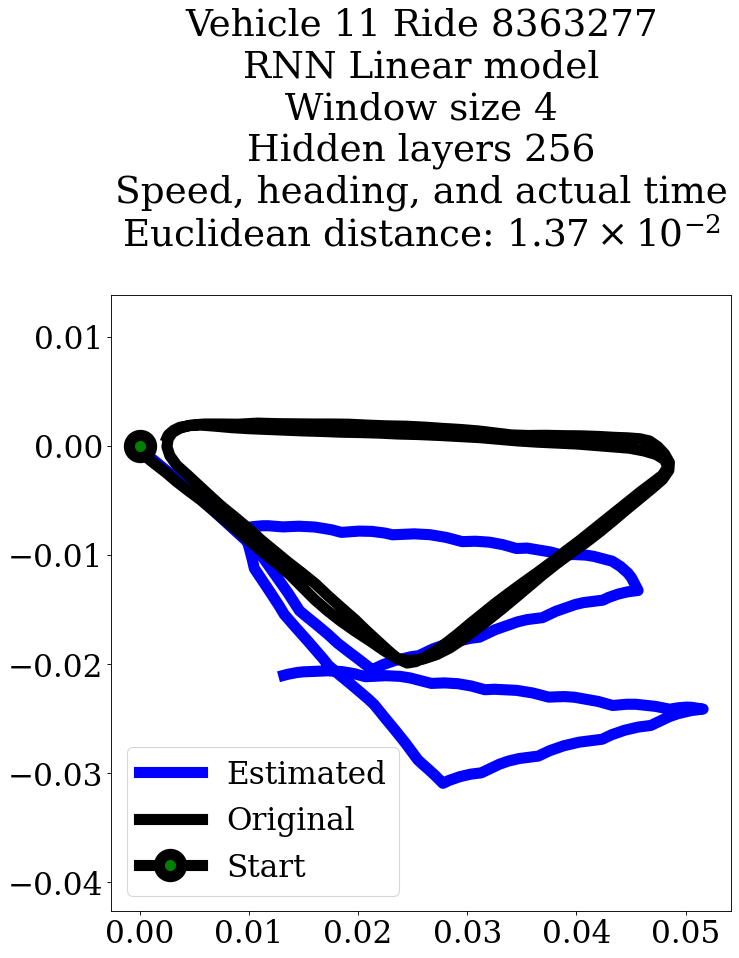 Vehicle 11 Ride 8363277
RNN Linear model
Window size 4
Hidden layers 256
Speed, heading, and actual time
Euclidean distance: 1.37 × 10⁻²
0.01
0.00
−0.01
−0.02
−0.03
−0.04
Estimated
Original
Start
0.00 0.01 0.02 0.03 0.04 0.05